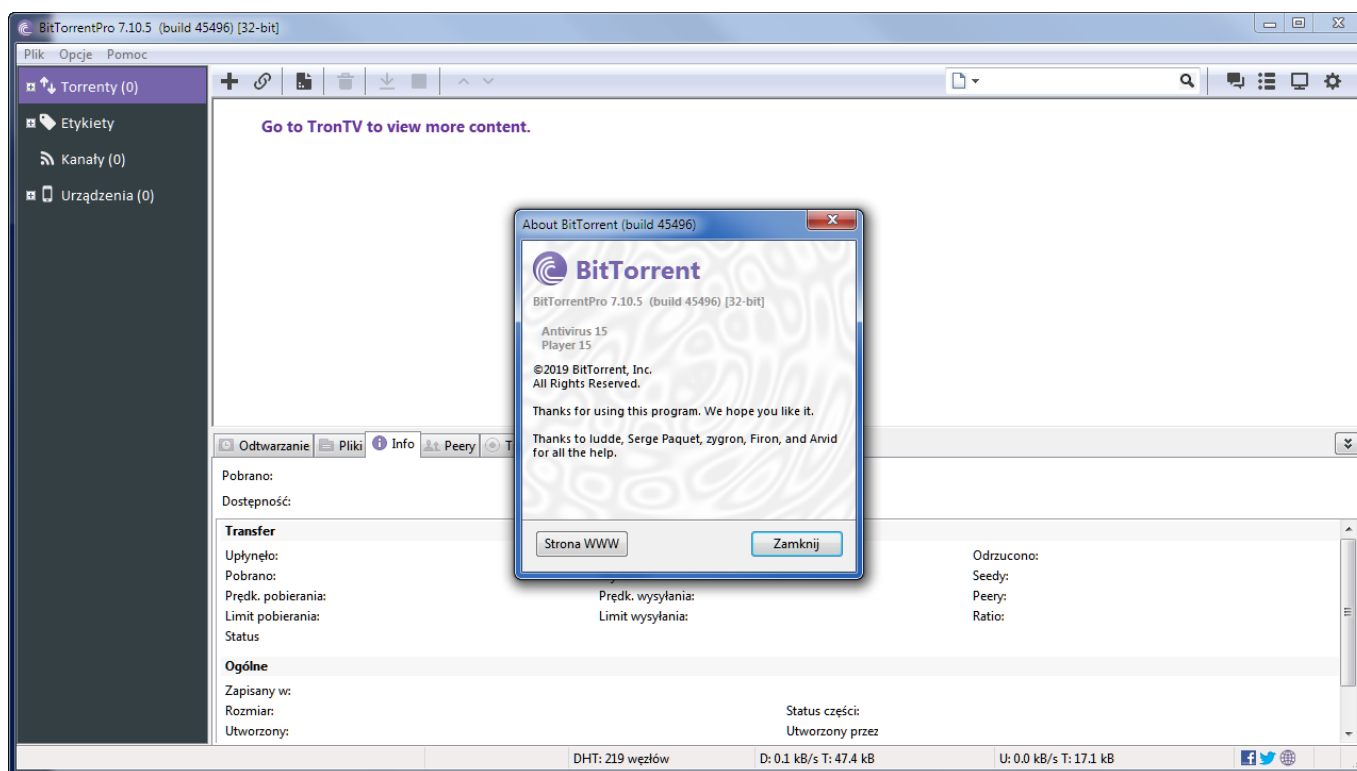 BitTorrentPro 7.10.5 (build 45496) [32-bit]
Plik Opcje Pomoc
Torrenty (0)
Etykiety
Kanały (0)
Urządzenia (0)
Go to TronTV to view more content.
About BitTorrent (build 45496)
BitTorrent
BitTorrentPro 7.10.5 (build 45496) [32-bit]
Antivirus 15
Player 15
©2019 BitTorrent, Inc.
All Rights Reserved.
Thanks for using this program. We hope you like it.
Thanks to ludde, Serge Paquet, zygron, Firon, and Arvid
for all the help.
Strona WWW Zamknij
Odtwarzanie Pliki Info Peery
Pobrano:
Dostępność:
Transfer
Upłynęło: Odrzucono:
Pobrano: Seedy:
Prędk. pobierania: Prędk. wysyłania: Peery:
Limit pobierania: Limit wysyłania: Ratio:
Status
Ogólne
Zapisany w:
Rozmiar: Status części:
Utworzony: Utworzony przez
DHT: 219 węzłów D: 0.1 kB/s T: 47.4 kB U: 0.0 kB/s T: 17.1 kB